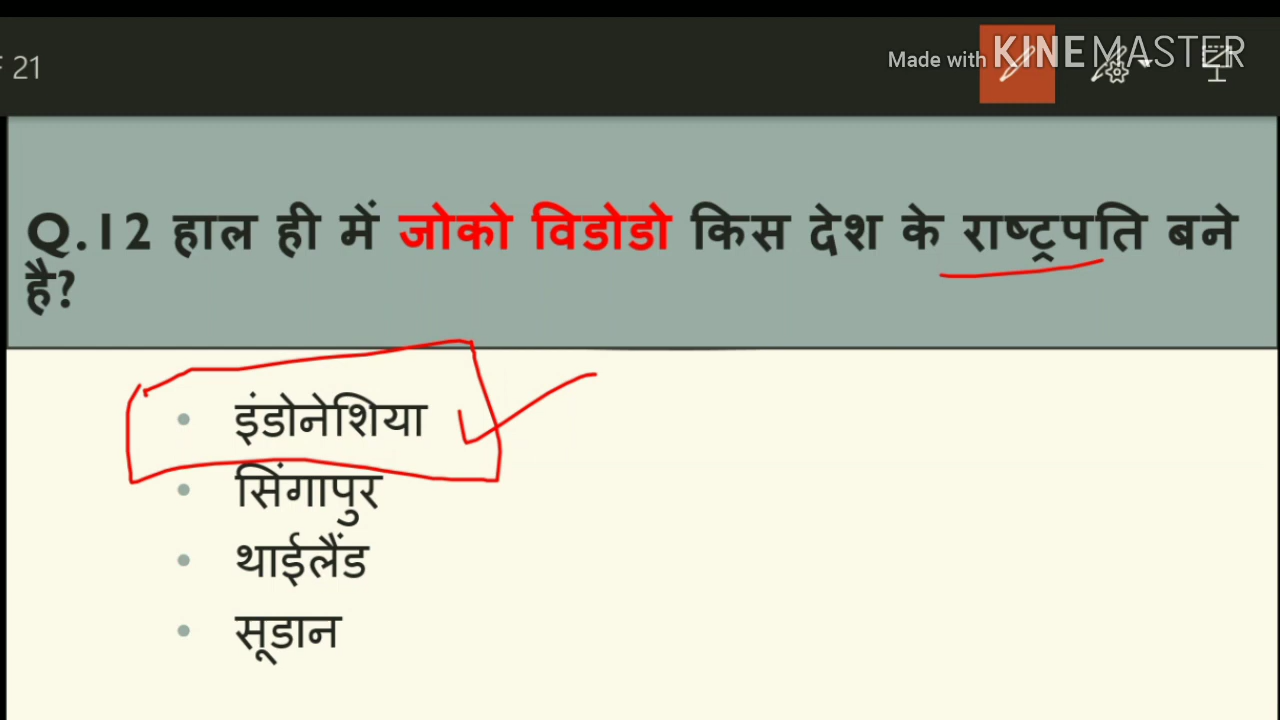 F 21
Made with KINEMASTER
Q.12 हाल ही में जोको विडोडो किस देश के राष्ट्रपति बने
है?
• इंडोनेशिया
• सिंगापुर
• थाईलैंड
• सूडान